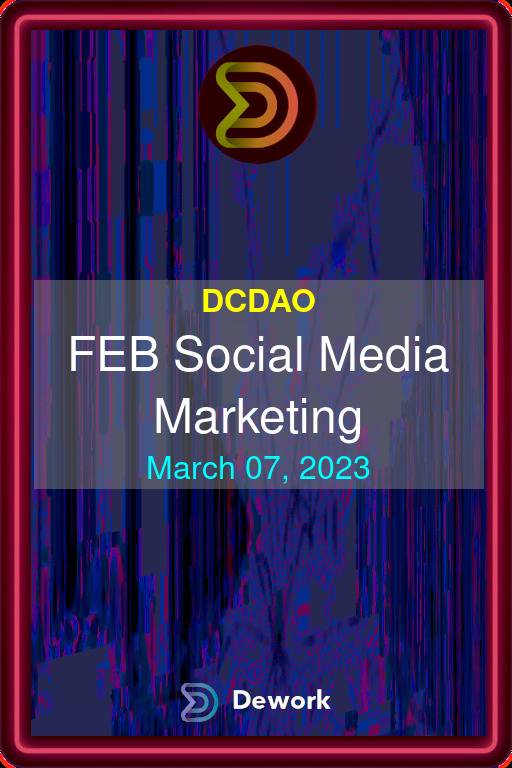 DCDAO
FEB Social Media
Marketing
March 07, 2023
Dework